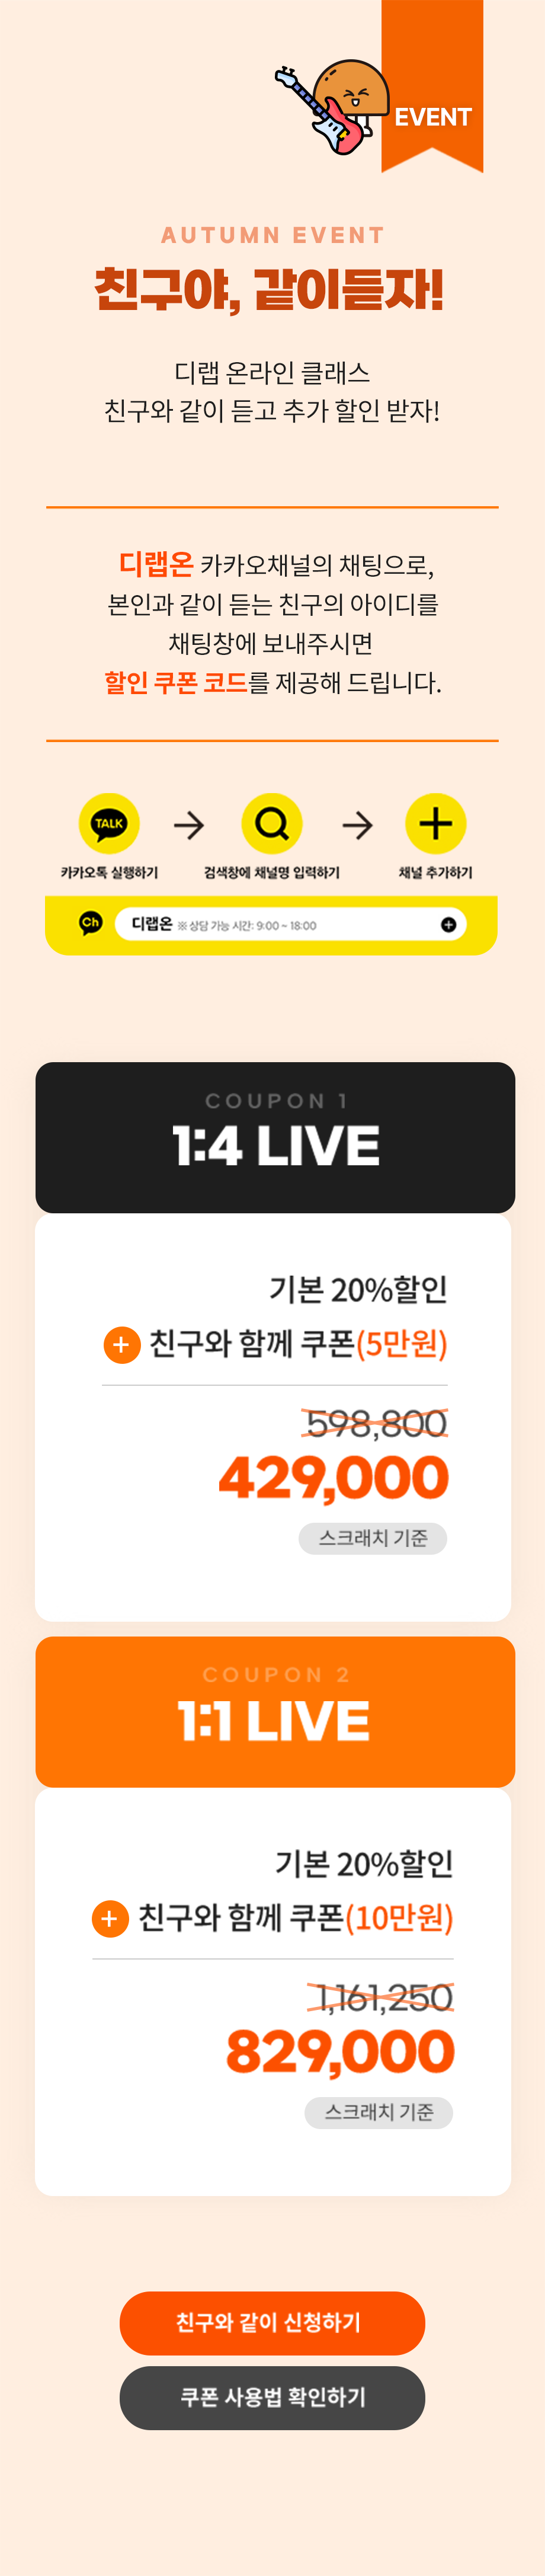 EVENT
AUTUMN EVENT
친구야, 같이듣자!
디랩 온라인 클래스
친구와 같이 듣고 추가 할인 받자!
디랩온 카카오채널의 채팅으로,
본인과 같이 듣는 친구의 아이디를
채팅창에 보내주시면
할인 쿠폰 코드를 제공해 드립니다.
TALK
카카오톡 실행하기
검색창에 채널명 입력하기
채널 추가하기
Ch 디랩온 ※ 상담 가능 시간: 9:00 ~ 18:00
COUPON 1
1:4 LIVE
기본 20%할인
+ 친구와 함께 쿠폰(5만원)
598,800
429,000
스크래치 기준
COUPON 2
1:1 LIVE
기본 20%할인
+ 친구와 함께 쿠폰(10만원)
1,161,250
829,000
스크래치 기준
친구와 같이 신청하기
쿠폰 사용법 확인하기